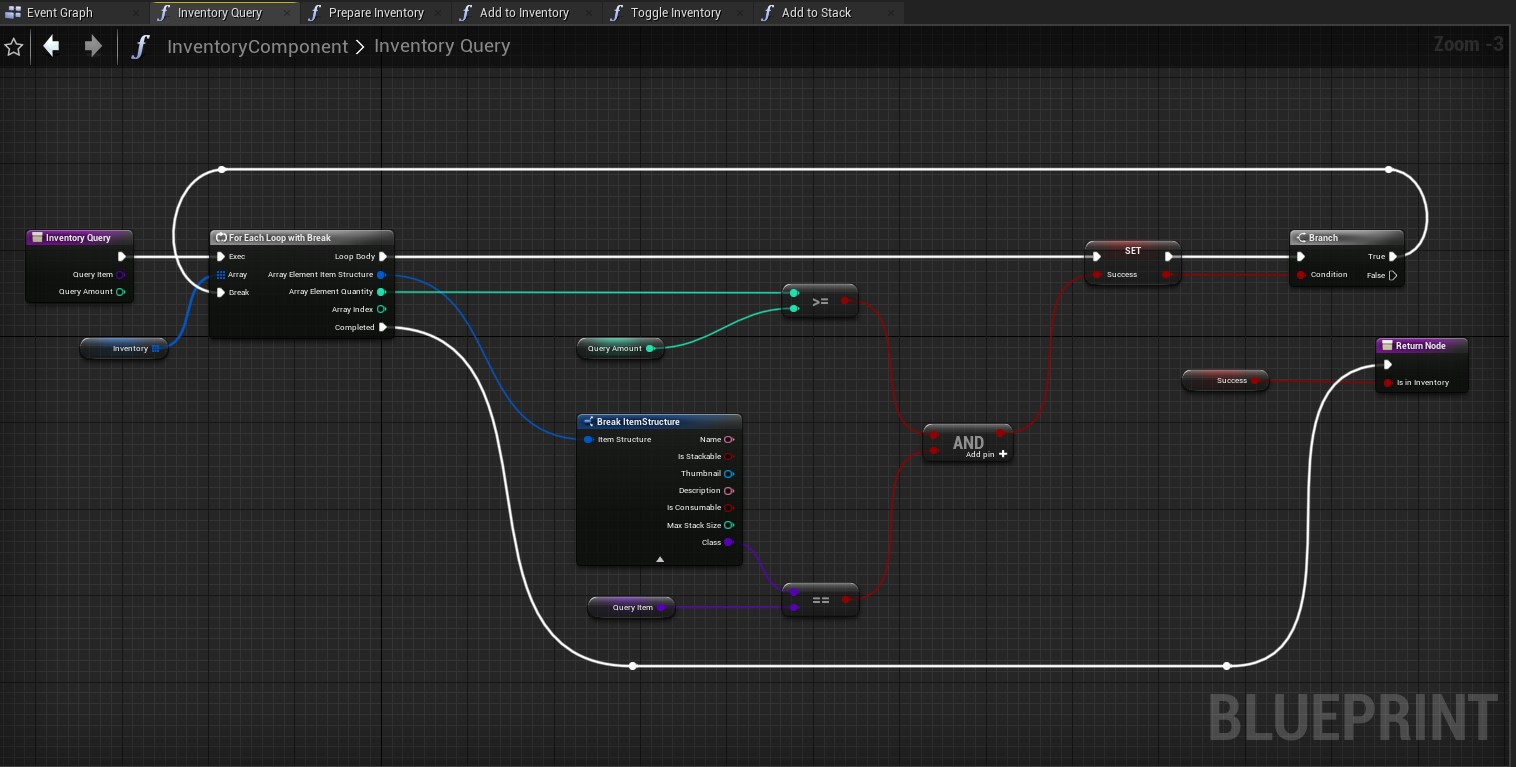 Event Graph
Inventory Query
Prepare Inventory
Add to Inventory
Toggle Inventory
Add to Stack
InventoryComponent > Inventory Query
Zoom -3
Inventory Query
Query Item
Query Amount
Inventory
For Each Loop with Break
Exec
Loop Body
Array
Array Element Item Structure
Break
Array Element Quantity
Array Index
Completed
>=
Query Amount
Break ItemStructure
Item Structure
Name
Is Stackable
Thumbnail
Description
Is Consumable
Max Stack Size
Class
Query Item
==
AND
Add pin +
SET
Success
Branch
True
Condition
False
Success
Return Node
Is in Inventory
BLUEPRINT